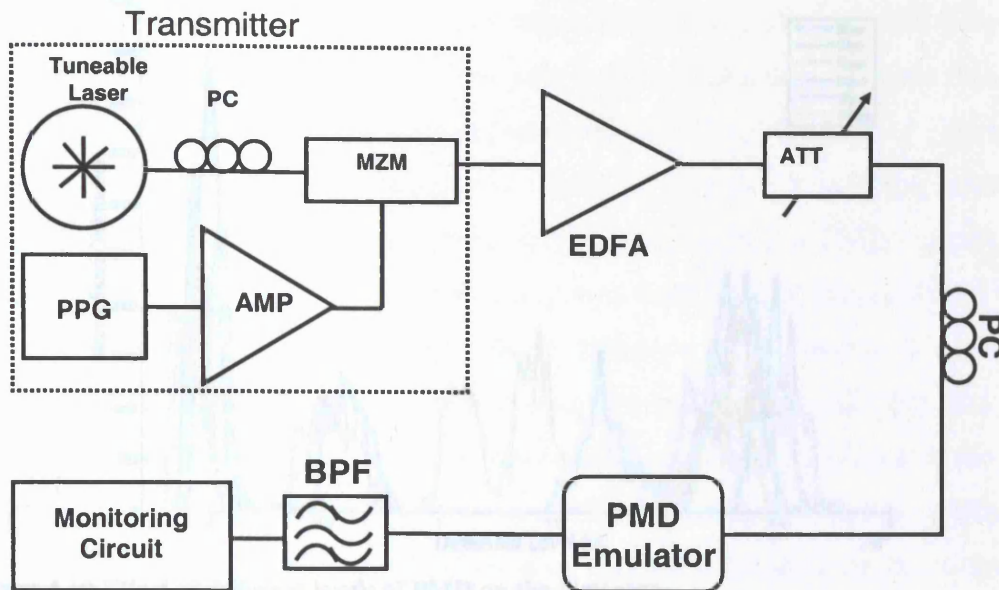 Transmitter
Tuneable
Laser
PC
MZM
ATT
EDFA
PPG
AMP
PC
BPF
PMD
Emulator
Monitoring
Circuit